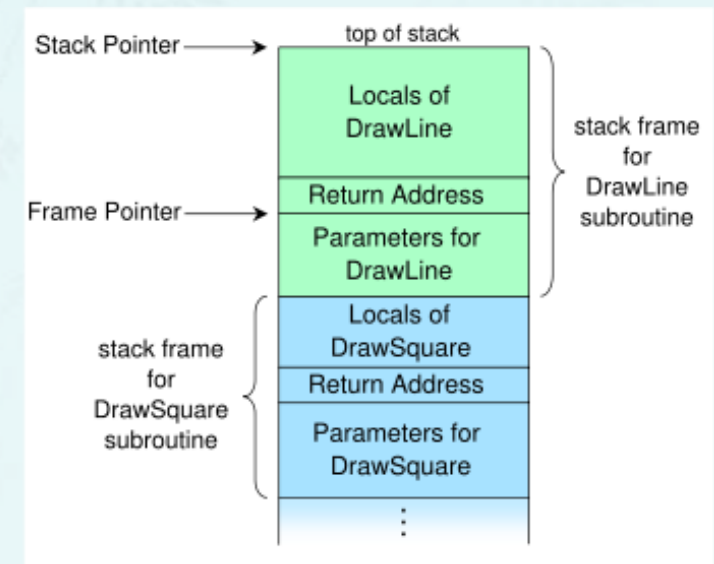 top of stack
Stack Pointer
Locals of
DrawLine
stack frame
for
DrawLine
subroutine
Return Address
Frame Pointer
Parameters for
DrawLine
Locals of
DrawSquare
stack frame
for
DrawSquare
subroutine
Return Address
Parameters for
DrawSquare
⋮